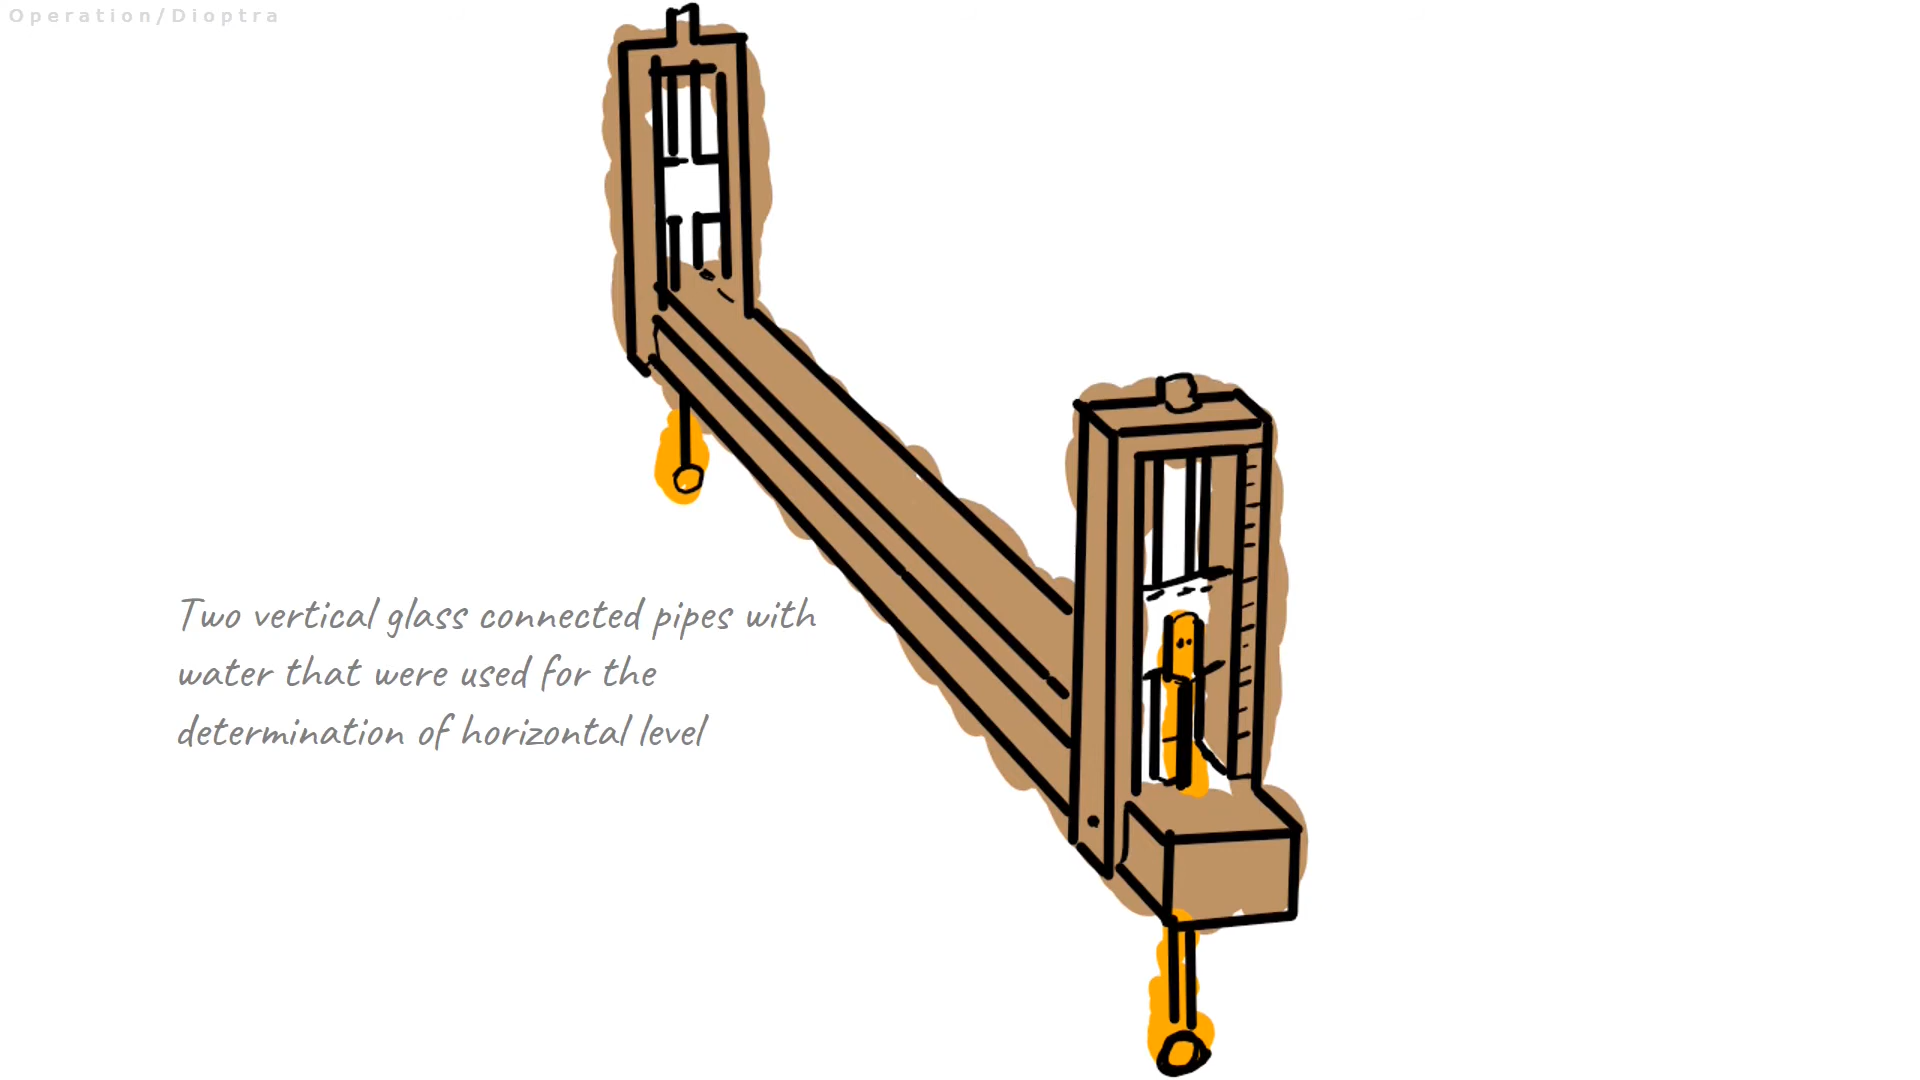 Operation/Dioptra
Two vertical glass connected pipes with
water that were used for the
determination of horizontal level